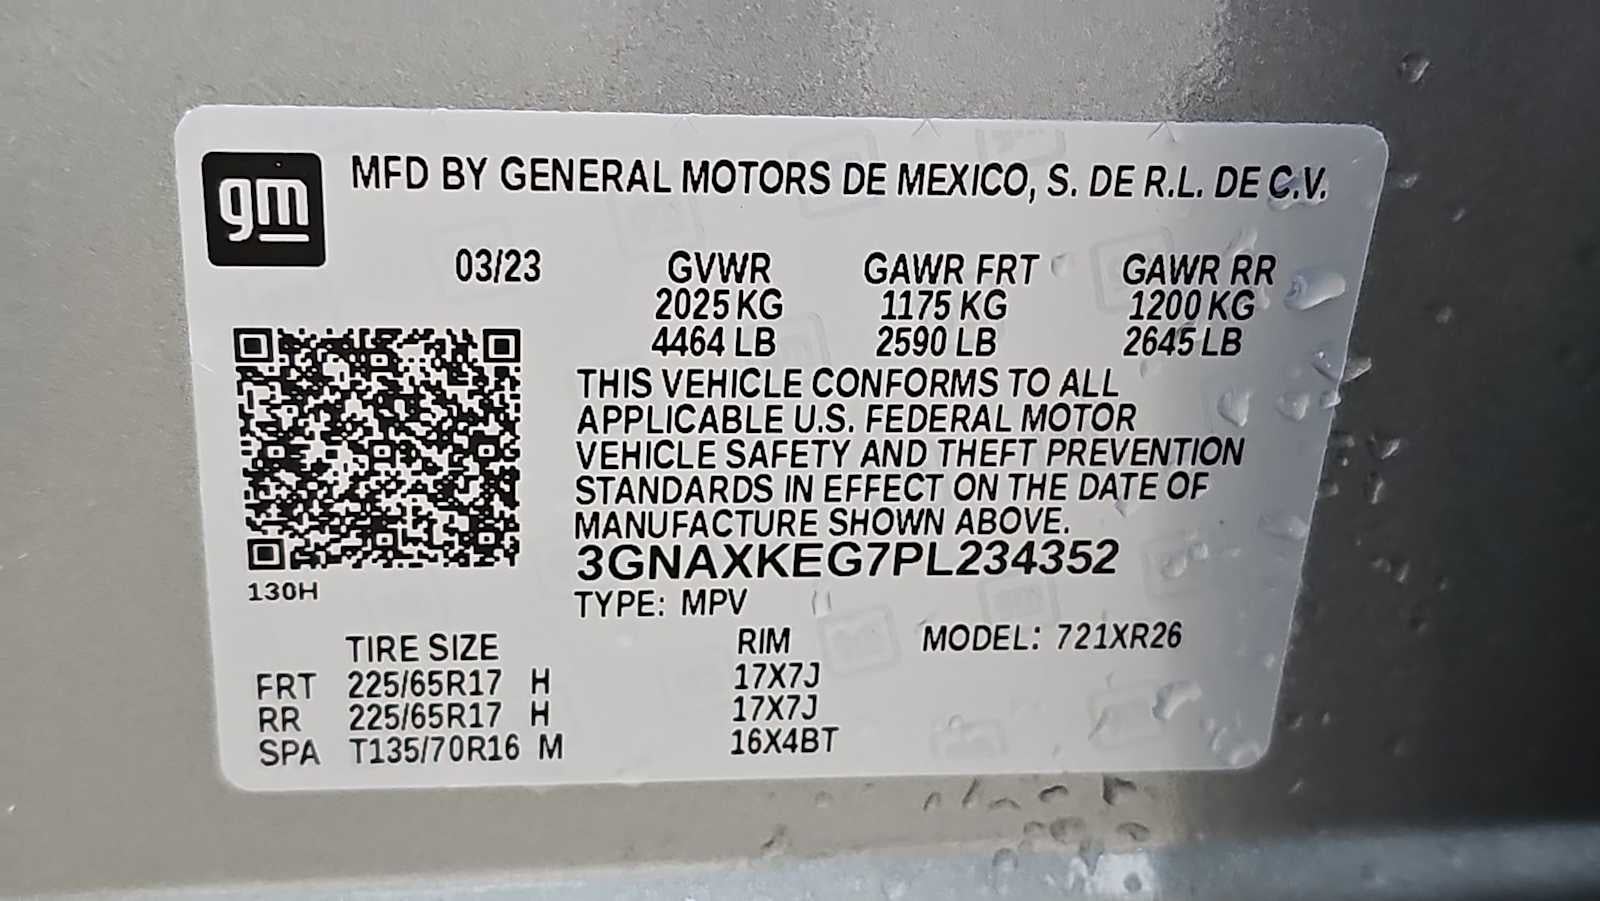 gm
MFD BY GENERAL MOTORS DE MEXICO, S. DE R.L. DE C.V.
03/23 GVWR GAWR FRT GAWR RR
2025 KG 1175 KG 1200 KG
4464 LB 2590 LB 2645 LB
THIS VEHICLE CONFORMS TO ALL
APPLICABLE U.S. FEDERAL MOTOR
VEHICLE SAFETY AND THEFT PREVENTION
STANDARDS IN EFFECT ON THE DATE OF
MANUFACTURE SHOWN ABOVE.
3GNAXKEG7PL234352
130H
TYPE: MPV
TIRE SIZE RIM MODEL: 721XR26
FRT 225/65R17 H 17X7J
RR 225/65R17 H 17X7J
SPA T135/70R16 M 16X4BT